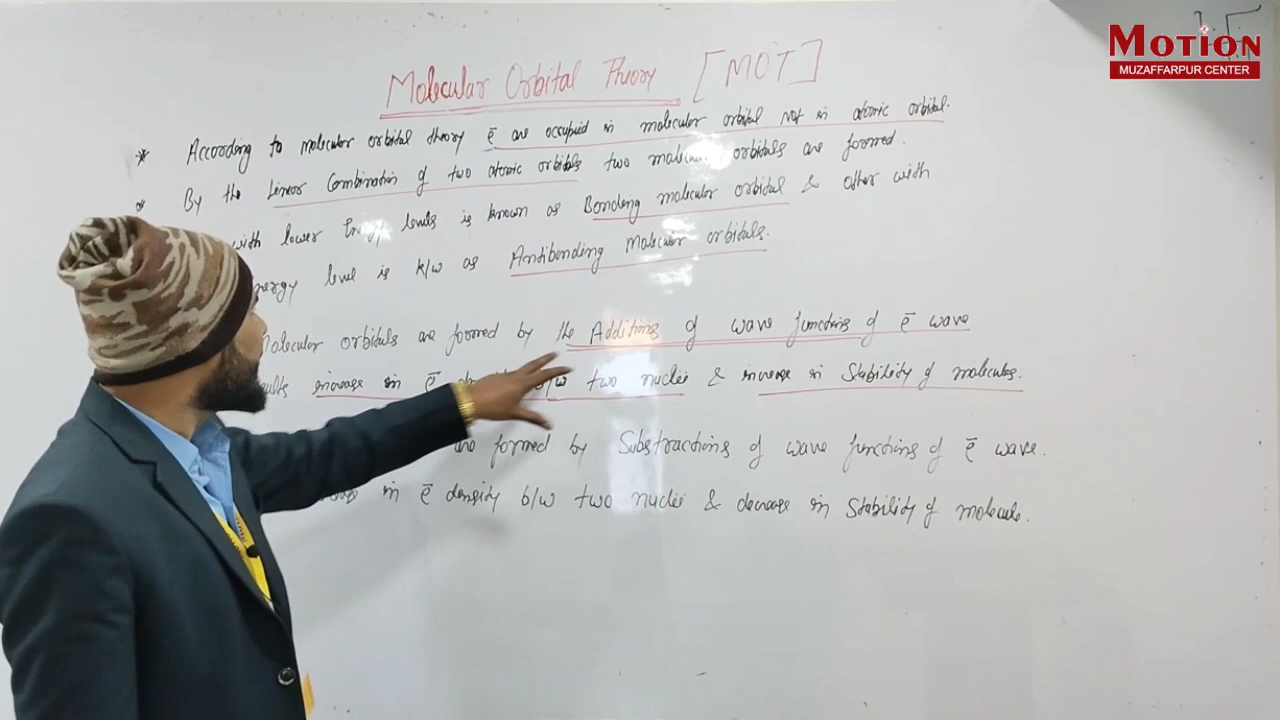 MOTION
MUZAFFARPUR CENTER
Molecular Orbital Theory [MOT]
* According to molecular orbital theory ē are occupied in molecular orbital not in atomic orbital.
* By the Linear Combination of two atomic orbitals two molecular orbitals are formed.
with lower Energy levels is known as Bonding molecular orbital & other with
nergy level is k/w as Antibonding Molecular orbitals.
Molecular orbitals are formed by the Additions of wave functions of ē wave
sults increase in ē b/w two nuclei & increase in Stability of molecules.
are formed by Substractions of wave functions of ē wave.
in ē density b/w two nuclei & decrease in Stability of molecule.